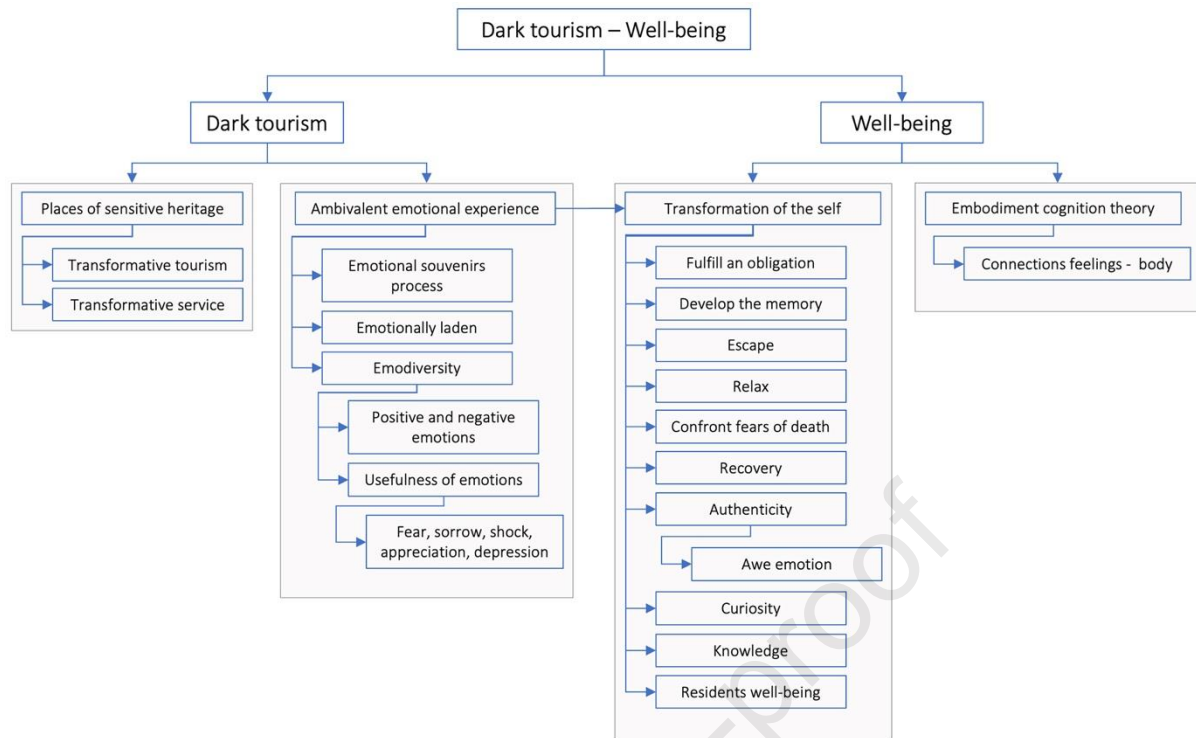 Dark tourism – Well-being
Dark tourism
Well-being
Places of sensitive heritage
Transformative tourism
Transformative service
Ambivalent emotional experience
Emotional souvenirs
process
Emotionally laden
Emodiversity
Positive and negative
emotions
Usefulness of emotions
Fear, sorrow, shock,
appreciation, depression
Transformation of the self
Fulfill an obligation
Develop the memory
Escape
Relax
Confront fears of death
Recovery
Authenticity
Awe emotion
Curiosity
Knowledge
Residents well-being
Embodiment cognition theory
Connections feelings - body
-proof